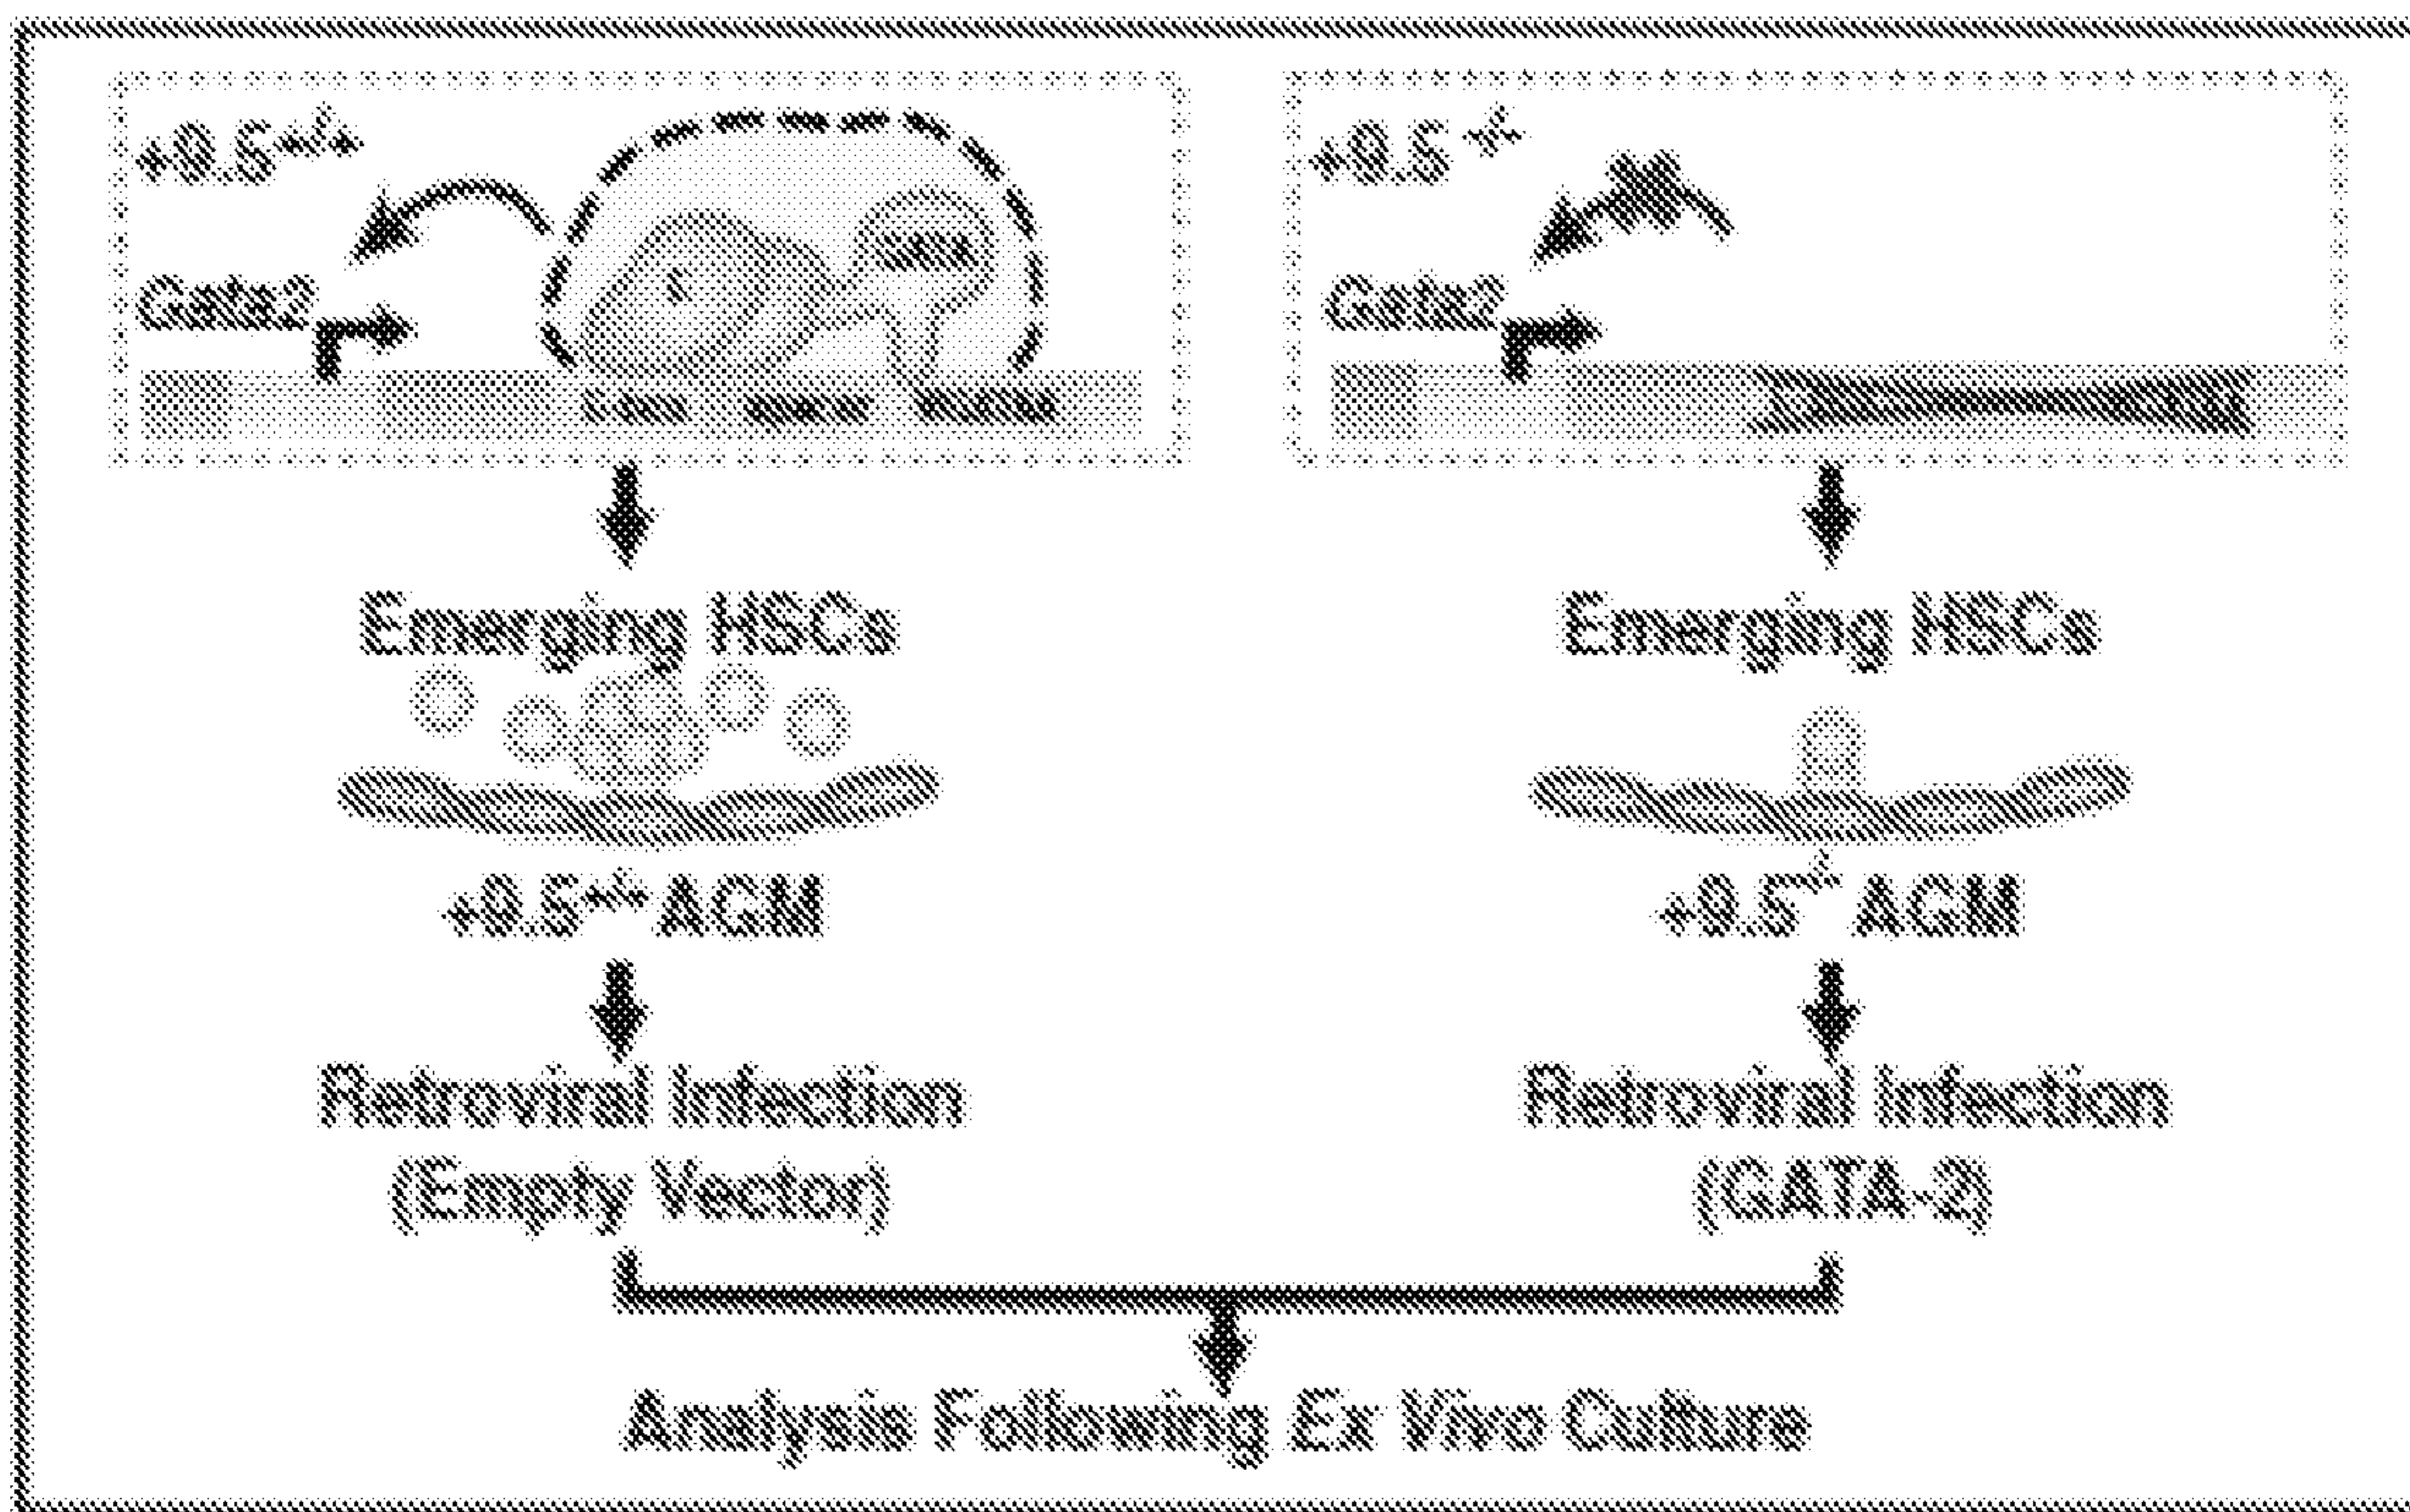 +9.5+/+
Gata2
Emerging HSCs
+9.5+/+ AGM
Retroviral Infection
(Empty Vector)
+9.5 -/-
Gata2
Emerging HSCs
+9.5-/- AGM
Retroviral Infection
(GATA-2)
Analysis Following Ex Vivo Culture